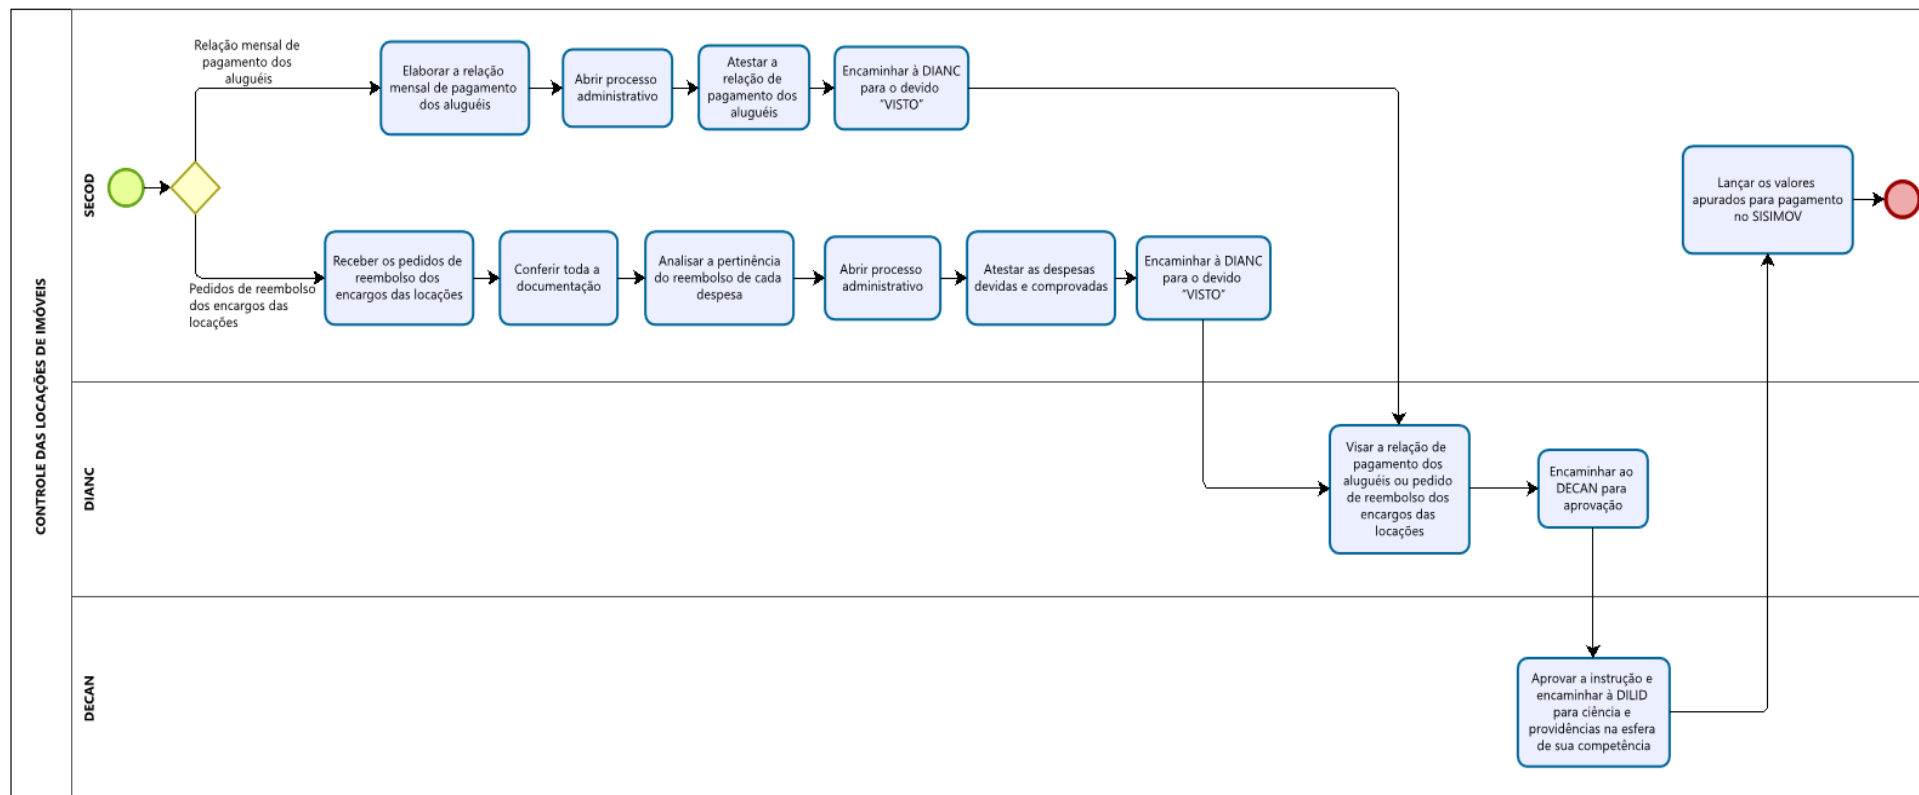 CONTROLE DAS LOCAÇÕES DE IMÓVEIS
SECOD
Relação mensal de
pagamento dos
aluguéis
Elaborar a relação
mensal de pagamento
dos aluguéis
Abrir processo
administrativo
Atestar a
relação de
pagamento dos
aluguéis
Encaminhar à DIANC
para o devido
"VISTO"
Pedidos de reembolso
dos encargos das
locações
Receber os pedidos de
reembolso dos
encargos das locações
Conferir toda a
documentação
Analisar a pertinência
do reembolso de cada
despesa
Abrir processo
administrativo
Atestar as despesas
devidas e comprovadas
Encaminhar à DIANC
para o devido
"VISTO"
Lançar os valores
apurados para pagamento
no SISIMOV
DIANC
Visar a relação de
pagamento dos
aluguéis ou pedido
de reembolso dos
encargos das
locações
Encaminhar ao
DECAN para
aprovação
DECAN
Aprovar a instrução e
encaminhar à DILID
para ciência e
providências na esfera
de sua competência